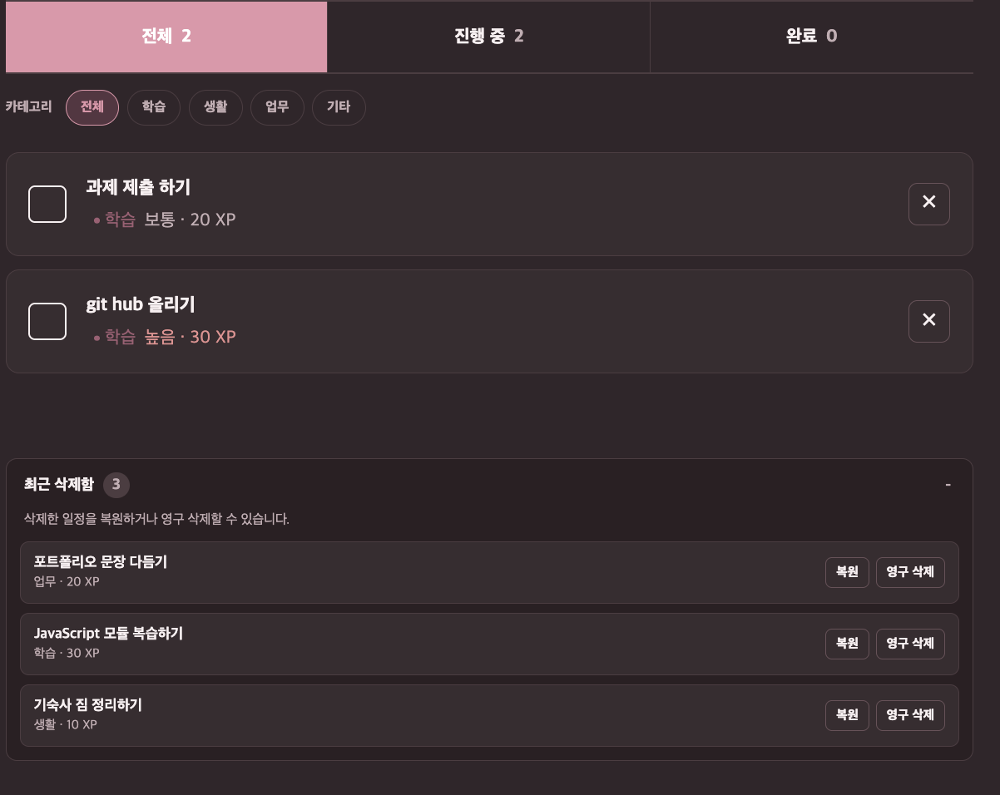 전체 2 진행 중 2 완료 0
카테고리 전체 학습 생활 업무 기타
과제 제출 하기
• 학습 보통 · 20 XP
×
git hub 올리기
• 학습 높음 · 30 XP
×
최근 삭제함 3 -
삭제한 일정을 복원하거나 영구 삭제할 수 있습니다.
포트폴리오 문장 다듬기
업무 · 20 XP
복원 영구 삭제
JavaScript 모듈 복습하기
학습 · 30 XP
복원 영구 삭제
기숙사 짐 정리하기
생활 · 10 XP
복원 영구 삭제